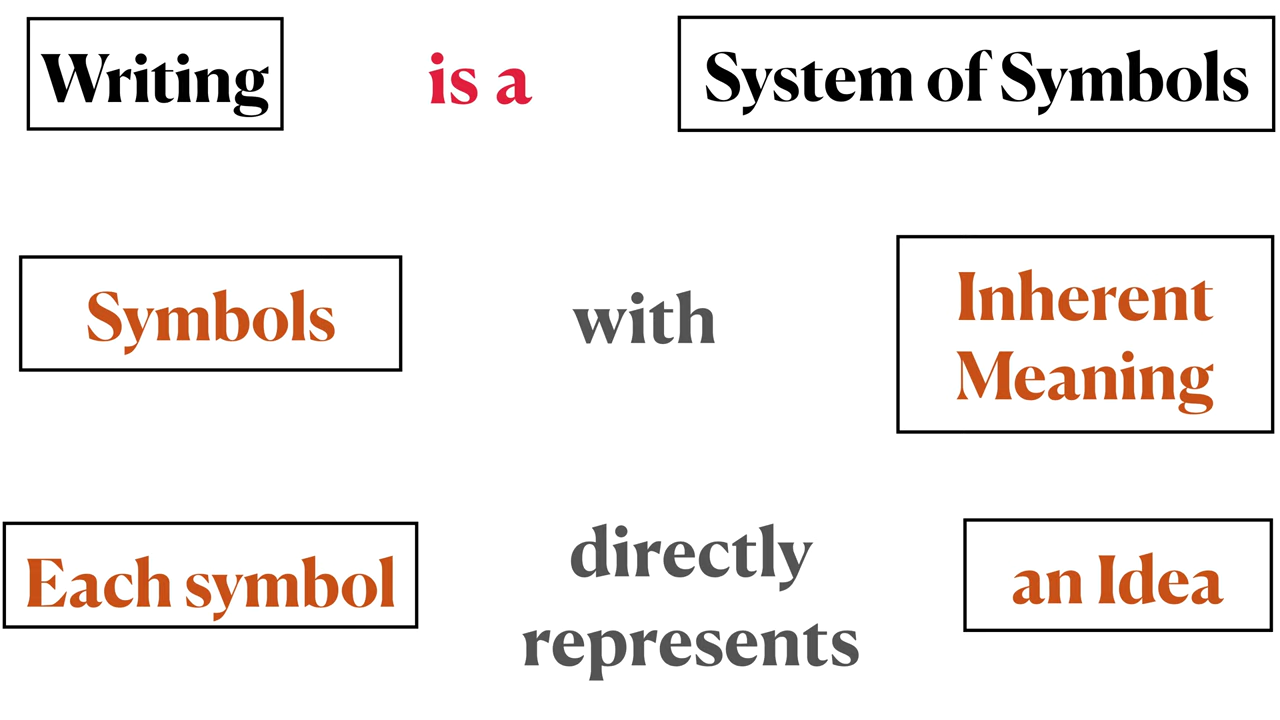 Writing is a System of Symbols
Symbols with Inherent
Meaning
Each symbol directly
represents
an Idea